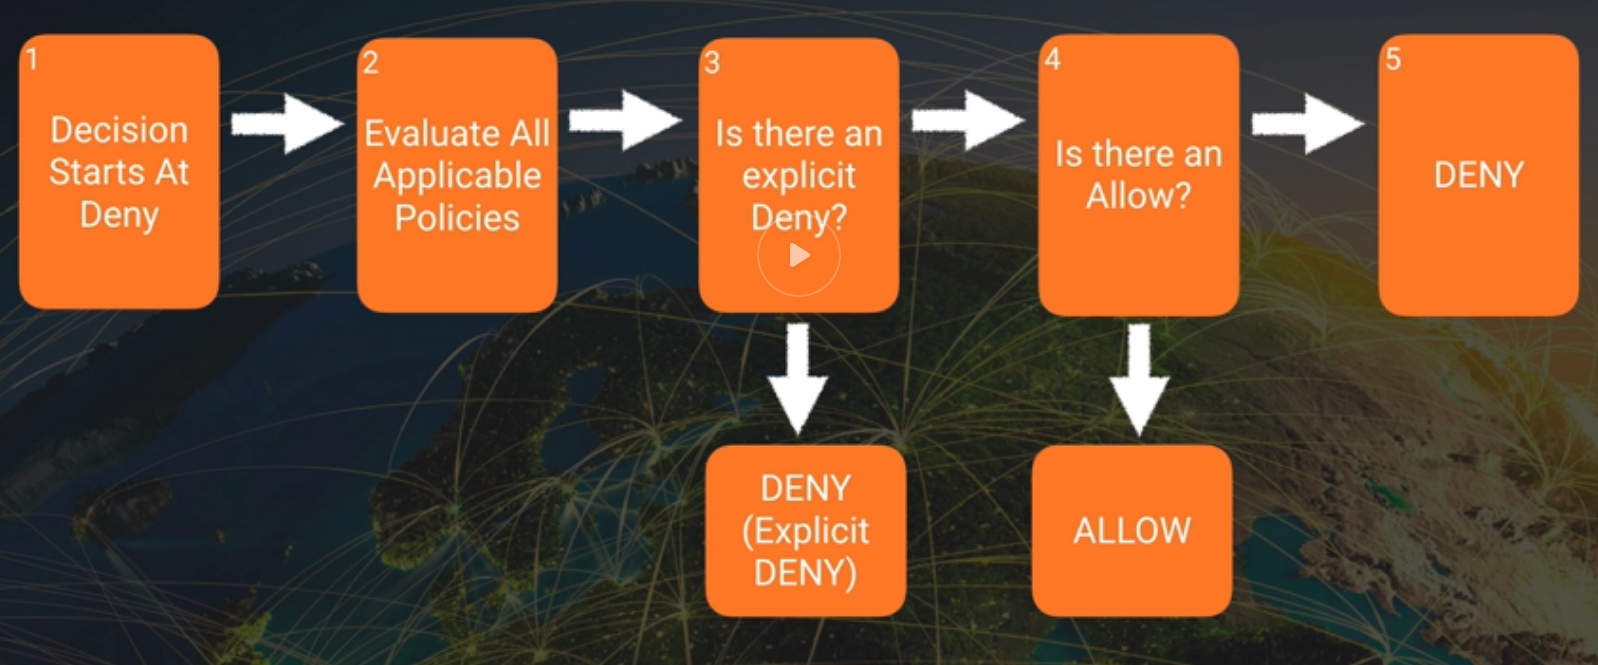 1
Decision
Starts At
Deny
2
Evaluate All
Applicable
Policies
3
Is there an
explicit
Deny?
4
Is there an
Allow?
5
DENY
DENY
(Explicit
DENY)
ALLOW